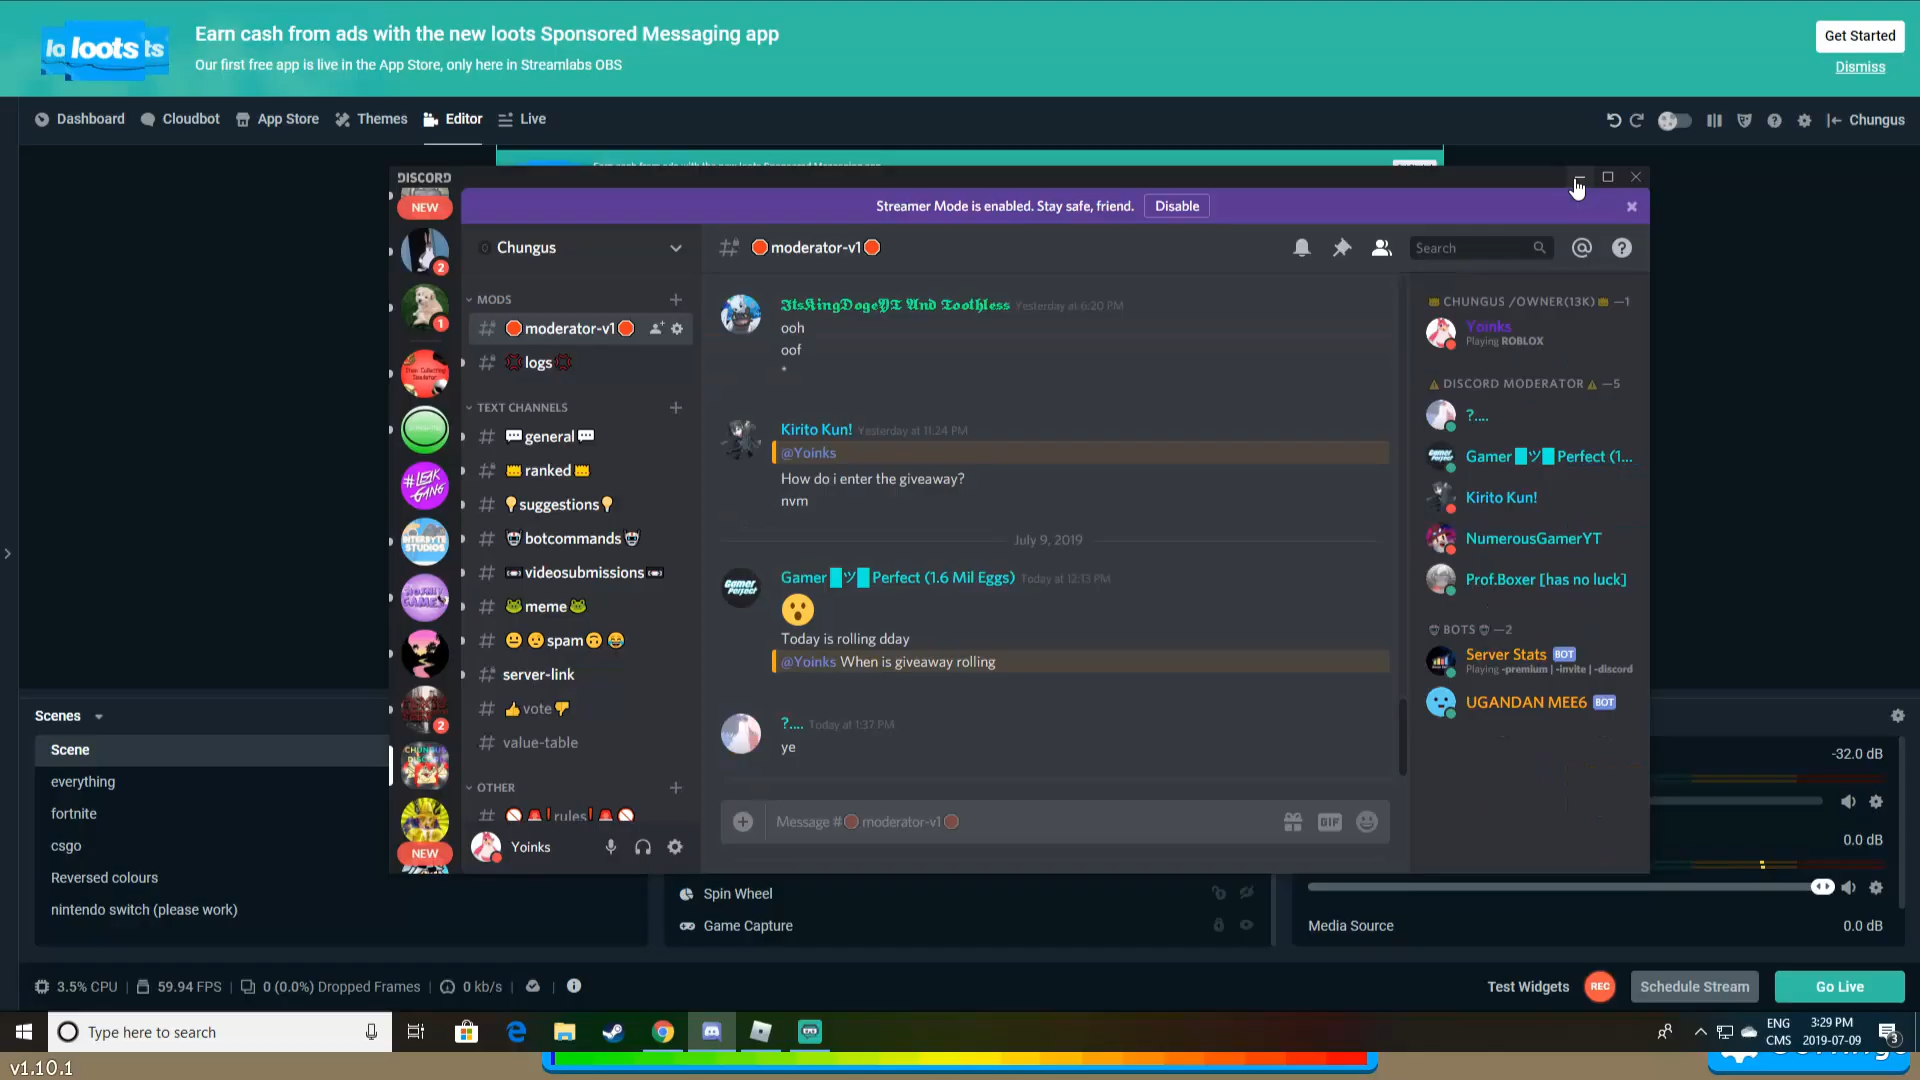 lo loots ts
Earn cash from ads with the new loots Sponsored Messaging app
Our first free app is live in the App Store, only here in Streamlabs OBS
Get Started
Dismiss
Dashboard
Cloudbot
App Store
Themes
Editor
Live
Chungus
DISCORD
Streamer Mode is enabled. Stay safe, friend.
Disable
NEW
2
1
#LEAK GANG
INTERBYTE STUDIOS
2
NEW
Chungus
MODS
moderator-v1
logs
TEXT CHANNELS
general
ranked
suggestions
botcommands
videosubmissions
meme
spam
server-link
vote
value-table
OTHER
rules
Yoinks
moderator-v1
Search
ItsKingDogeYT And Toothless Yesterday at 6:20 PM
ooh
oof
*
Kirito Kun! Yesterday at 11:24 PM
@Yoinks
How do i enter the giveaway?
nvm
July 9, 2019
Gamer █ツ█ Perfect (1.6 Mil Eggs) Today at 12:13 PM
Today is rolling dday
@Yoinks When is giveaway rolling
?.... Today at 1:37 PM
ye
Message # moderator-v1
GIF
CHUNGUS /OWNER(13K) —1
Yoinks
Playing ROBLOX
DISCORD MODERATOR —5
?....
Gamer █ツ█ Perfect (1...
Kirito Kun!
NumerousGamerYT
Prof.Boxer [has no luck]
BOTS —2
Server Stats BOT
Playing -premium | -invite | -discord
UGANDAN MEE6 BOT
Scenes
Scene
everything
fortnite
csgo
Reversed colours
nintendo switch (please work)
Spin Wheel
Game Capture
-32.0 dB
0.0 dB
Media Source
0.0 dB
3.5% CPU
59.94 FPS
0 (0.0%) Dropped Frames
0 kb/s
Test Widgets
REC
Schedule Stream
Go Live
Type here to search
ENG
CMS
3:29 PM
2019-07-09
3
v1.10.1